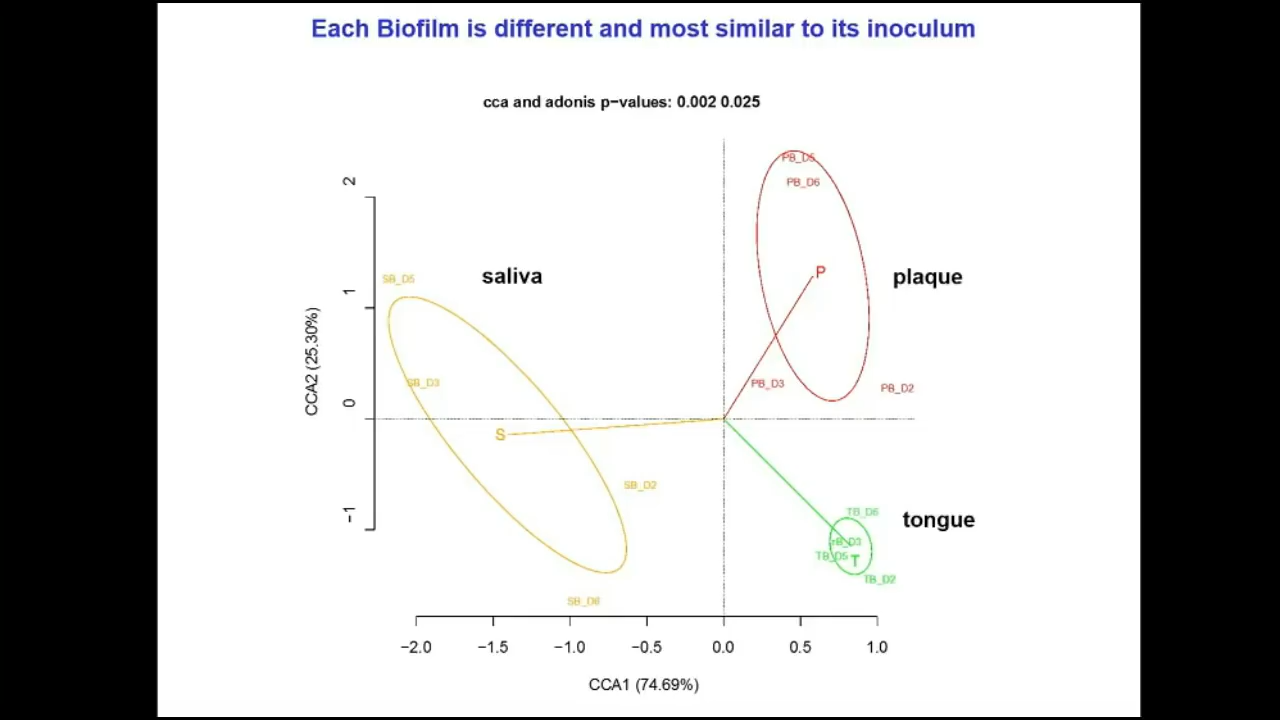 Each Biofilm is different and most similar to its inoculum
cca and adonis p−values: 0.002 0.025
PB_D5
PB_D6
2
saliva
P
plaque
SB_D5
1
CCA2 (25.30%)
SB_D3
PB_D3
PB_D2
0
S
SB_D2
−1
TB_D6
tongue
TB_D3
TB_D5
T
TB_D2
SB_D6
−2.0 −1.5 −1.0 −0.5 0.0 0.5 1.0
CCA1 (74.69%)